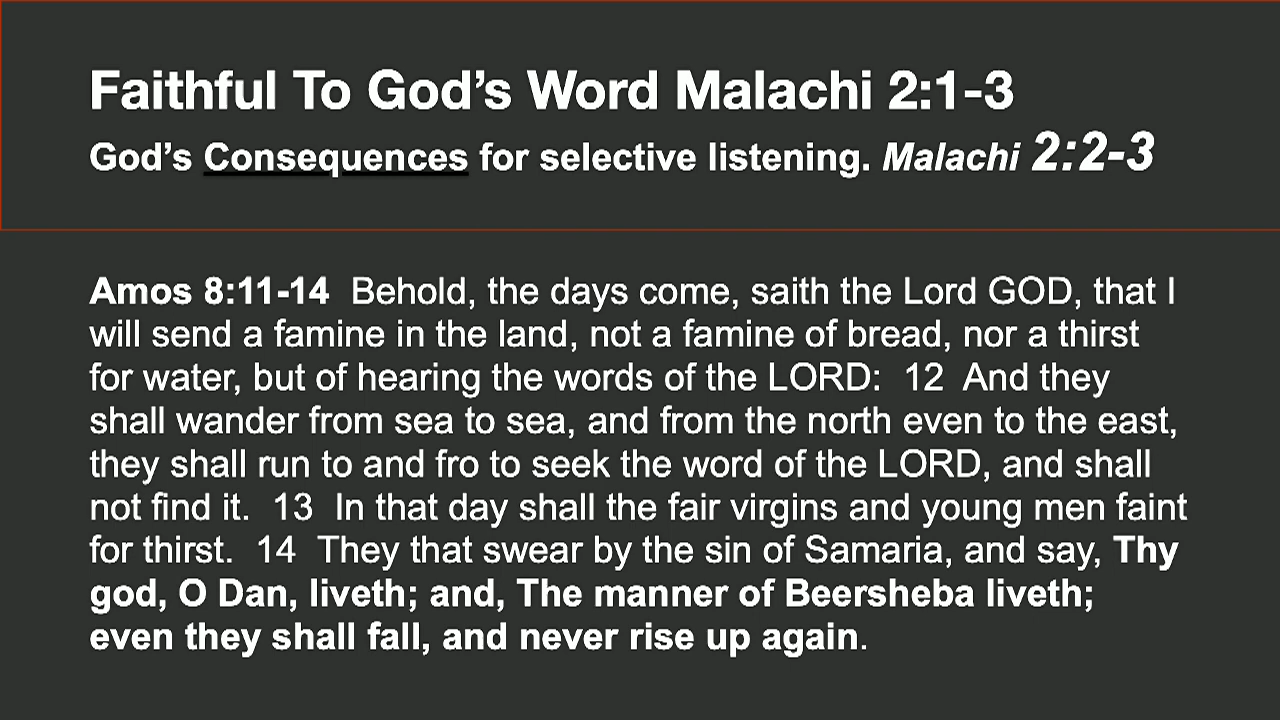 Faithful To God’s Word Malachi 2:1-3
God’s Consequences for selective listening. Malachi 2:2-3
Amos 8:11-14  Behold, the days come, saith the Lord GOD, that I
will send a famine in the land, not a famine of bread, nor a thirst
for water, but of hearing the words of the LORD:  12  And they
shall wander from sea to sea, and from the north even to the east,
they shall run to and fro to seek the word of the LORD, and shall
not find it.  13  In that day shall the fair virgins and young men faint
for thirst.  14  They that swear by the sin of Samaria, and say, Thy
god, O Dan, liveth; and, The manner of Beersheba liveth;
even they shall fall, and never rise up again.